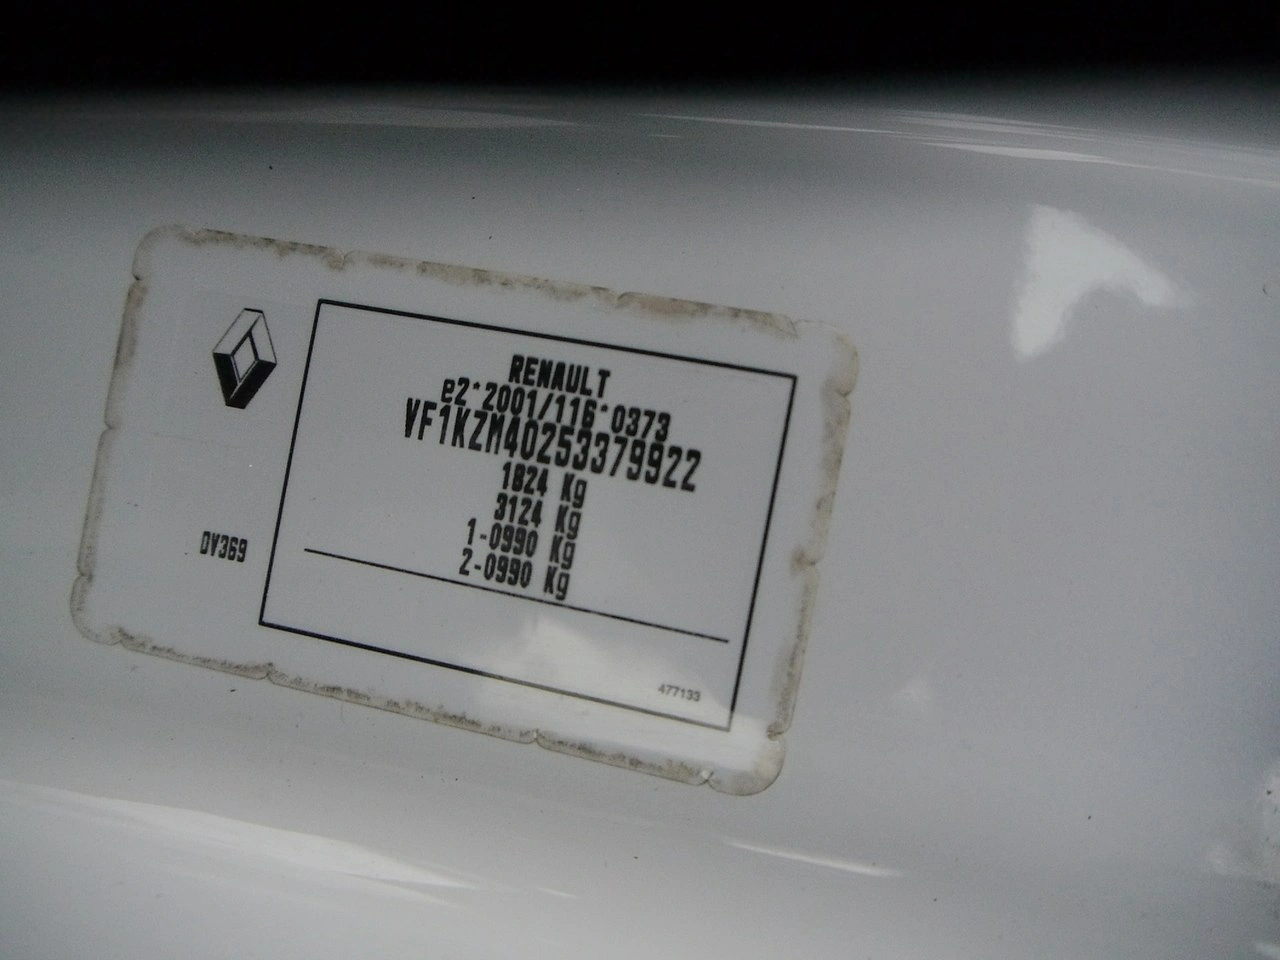 RENAULT
e2*2001/116*0373
VF1KZM40253379922
1824 Kg
3124 Kg
1-0990 Kg
2-0990 Kg
DV369
477133